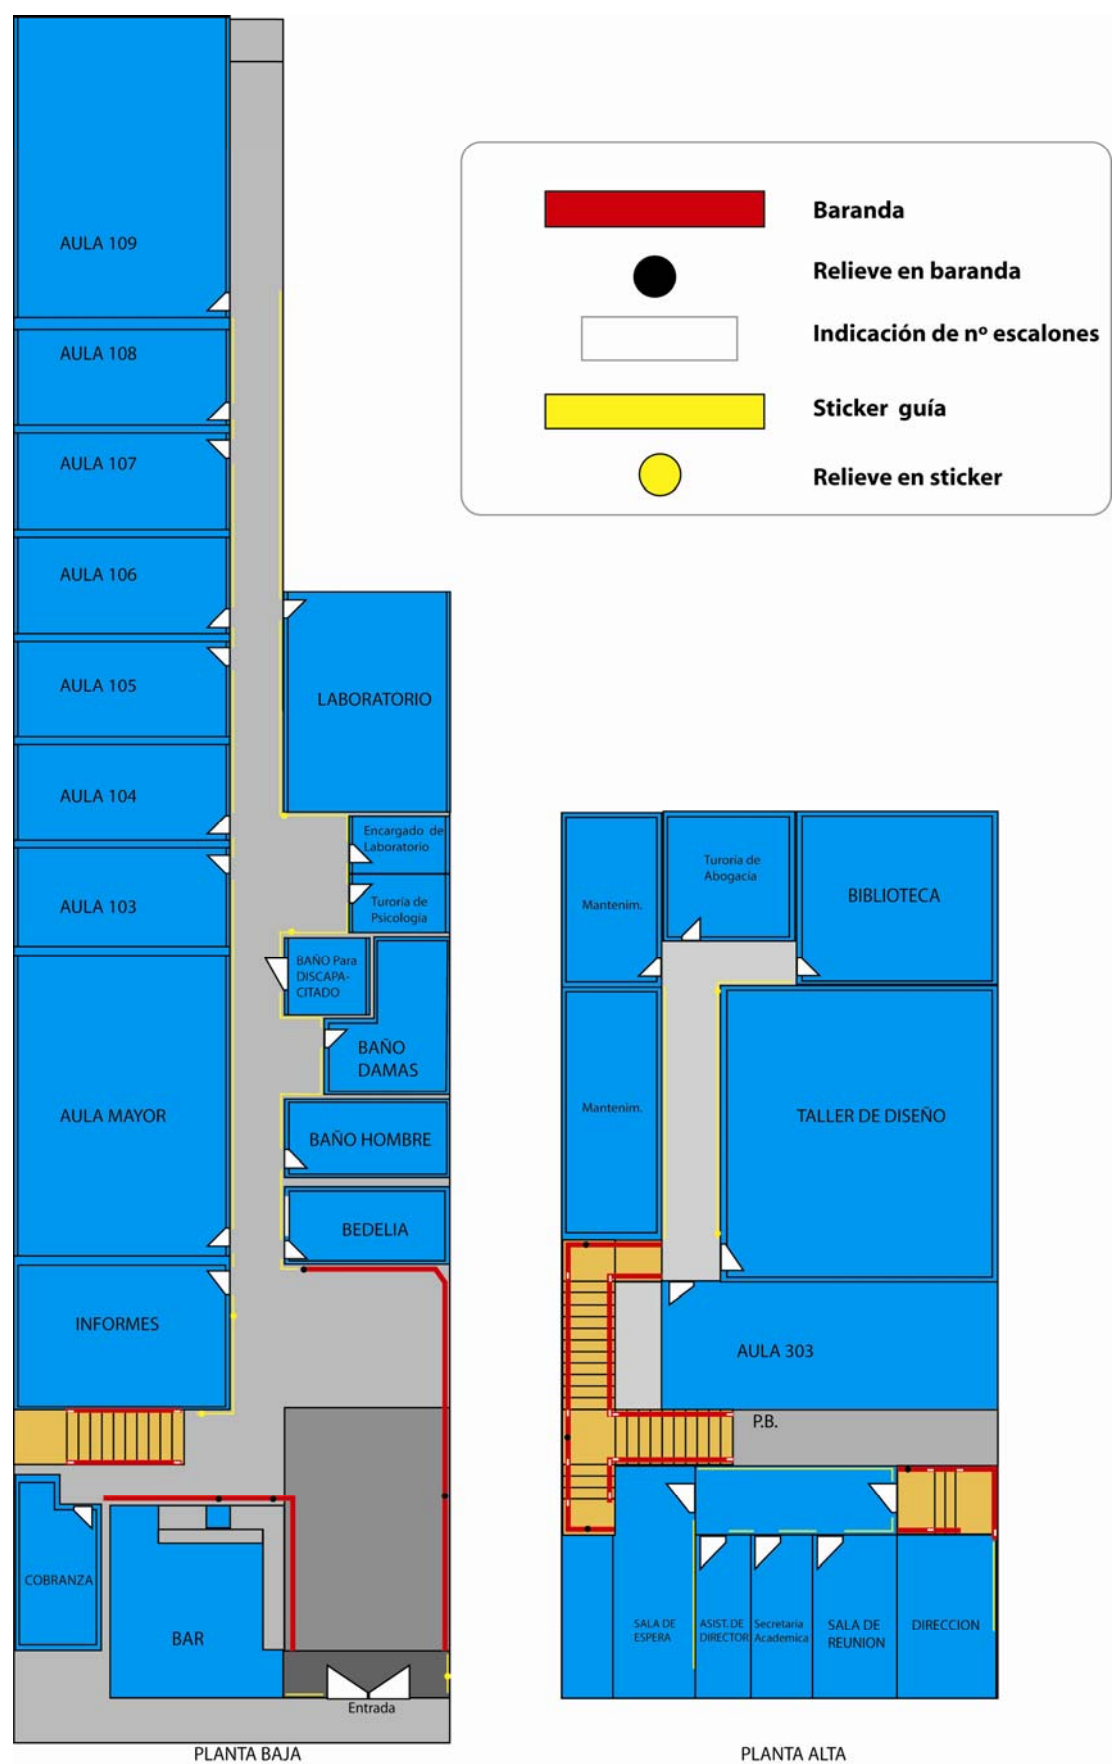 Baranda
Relieve en baranda
Indicación de nº escalones
Sticker guía
Relieve en sticker
AULA 109
AULA 108
AULA 107
AULA 106
AULA 105
AULA 104
AULA 103
AULA MAYOR
INFORMES
COBRANZA
BAR
LABORATORIO
Encargado de
Laboratorio
Turoría de
Psicología
BAÑO Para
DISCAPA-
CITADO
BAÑO
DAMAS
BAÑO HOMBRE
BEDELIA
Entrada
PLANTA BAJA
Mantenim.
Turoria de
Abogacía
BIBLIOTECA
Mantenim.
TALLER DE DISEÑO
AULA 303
P.B.
SALA DE
ESPERA
ASIST. DE
DIRECTOR
Secretaria
Academica
SALA DE
REUNION
DIRECCION
PLANTA ALTA